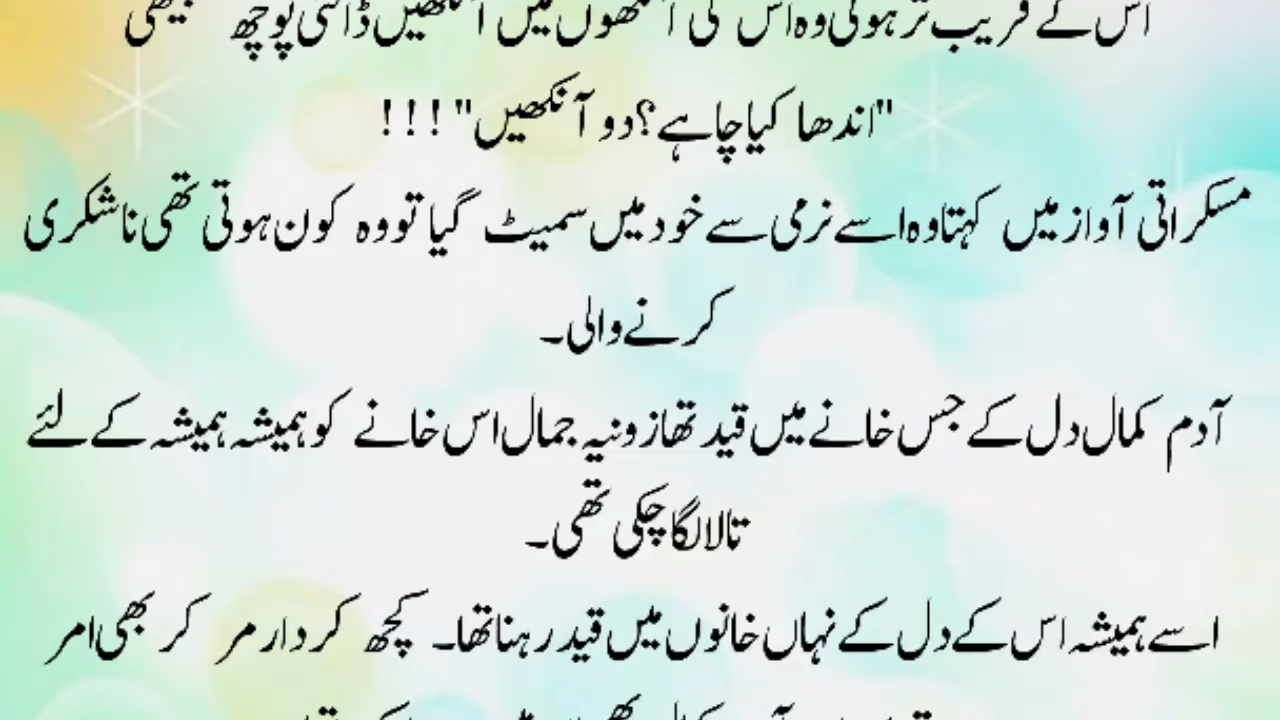 اس کے قریب تر ہوئی وہ اس کی آنکھوں میں آنکھیں ڈالتی پوچھ بیٹھی
"اندھا کیا چاہے؟ دو آنکھیں"!!!
مسکراتی آواز میں کہتا وہ اسے نرمی سے خود میں سمیٹ گیا تو وہ کون ہوتی تھی ناشکری
کرنے والی۔
آدم کمال دل کے جس خانے میں قید تھا زونیہ جمال اس خانے کو ہمیشہ ہمیشہ کے لئے
تالا لگا چکی تھی۔
اسے ہمیشہ اس کے دل کے نہاں خانوں میں قید رہنا تھا۔ کچھ کردار مر کر بھی امر